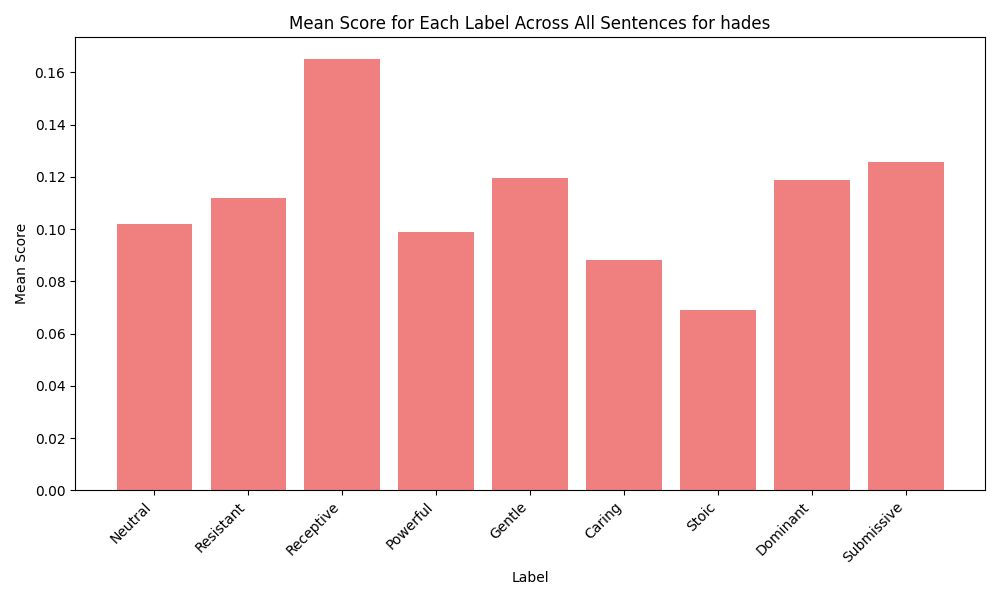 Mean Score for Each Label Across All Sentences for hades
Mean Score
0.16
0.14
0.12
0.10
0.08
0.06
0.04
0.02
0.00
Neutral
Resistant
Receptive
Powerful
Gentle
Caring
Stoic
Dominant
Submissive
Label